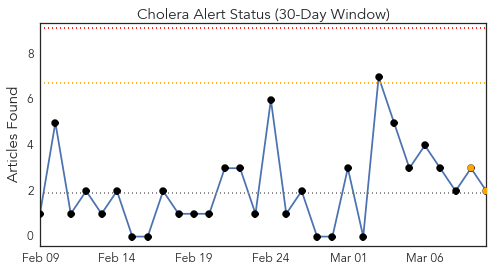 Cholera Alert Status (30-Day Window)
Articles Found
8
6
4
2
0
Feb 09
Feb 14
Feb 19
Feb 24
Mar 01
Mar 06